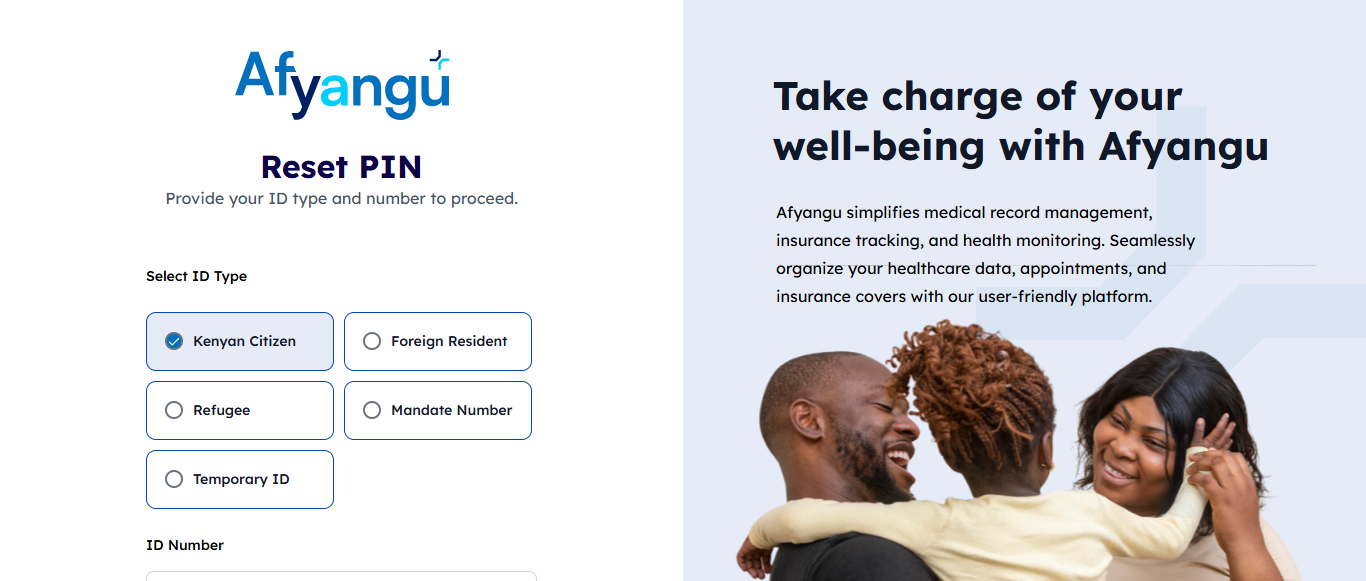 Afyangu
Reset PIN
Provide your ID type and number to proceed.
Select ID Type
Kenyan Citizen
Foreign Resident
Refugee
Mandate Number
Temporary ID
ID Number
Take charge of your
well-being with Afyangu
Afyangu simplifies medical record management,
insurance tracking, and health monitoring. Seamlessly
organize your healthcare data, appointments, and
insurance covers with our user-friendly platform.